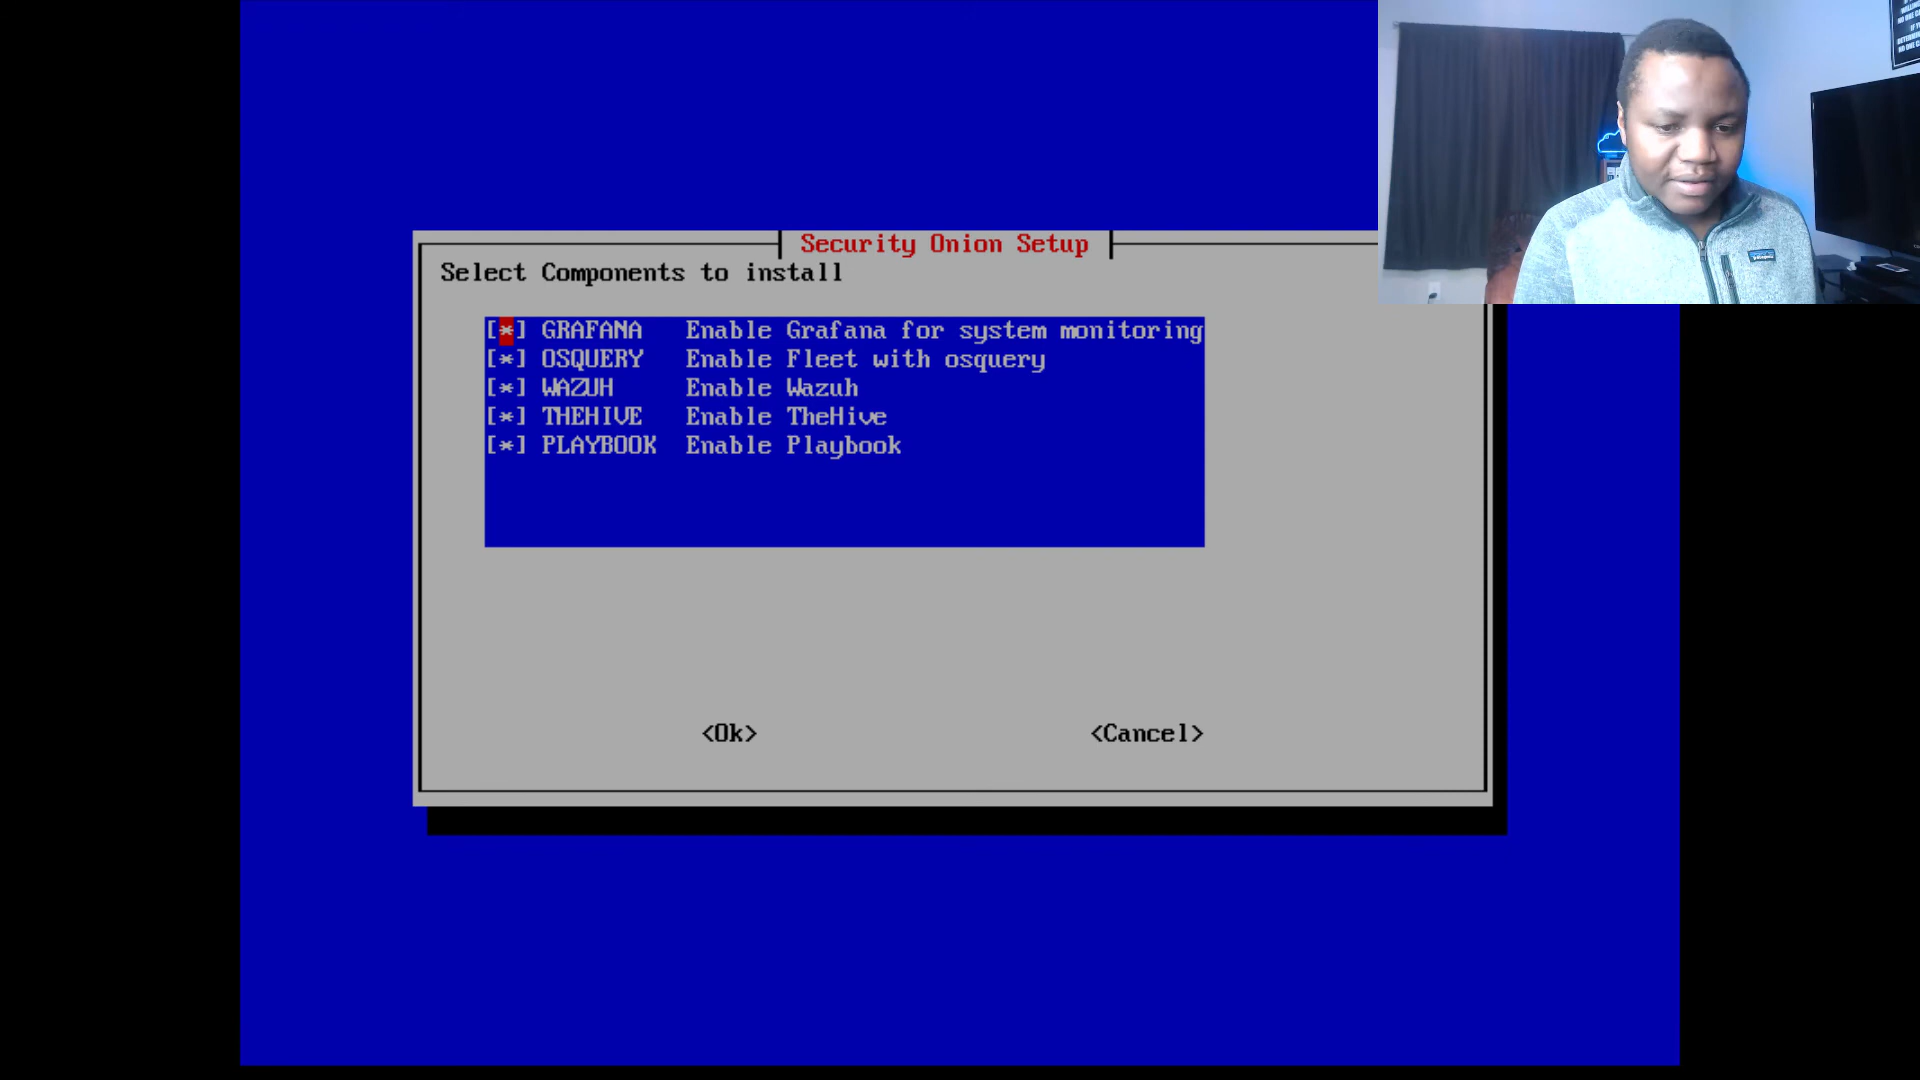 Security Onion Setup
Select Components to install
[*] GRAFANA Enable Grafana for system monitoring
[*] OSQUERY Enable Fleet with osquery
[*] WAZUH Enable Wazuh
[*] THEHIVE Enable TheHive
[*] PLAYBOOK Enable Playbook
<Ok> <Cancel>
patagonia